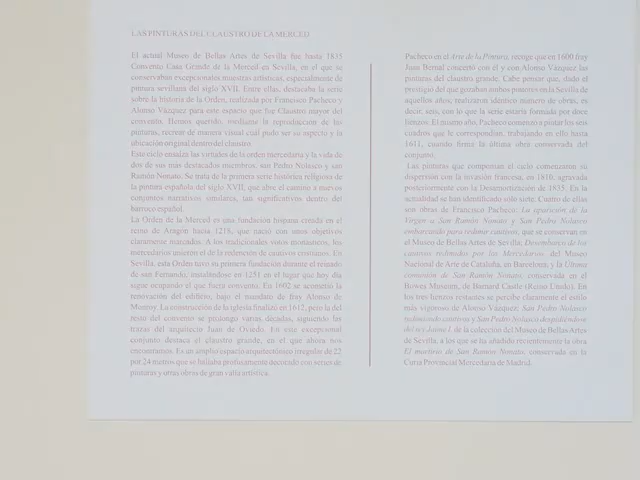 LAS PINTURAS DEL CLAUSTRO DE LA MERCED
El actual Museo de Bellas Artes de Sevilla fue hasta 1835
Convento Casa Grande de la Merced en Sevilla, en el que se
conservaban excepcionales muestras artísticas, especialmente de
pintura sevillana del siglo XVII. Entre ellas, destacaba la serie
sobre la historia de la Orden, realizada por Francisco Pacheco y
Alonso Vázquez para este espacio que fue Claustro mayor del
convento. Hemos querido, mediante la reproducción de las
pinturas, recrear de manera visual cuál pudo ser su aspecto y la
ubicación original dentro del claustro.
Este ciclo ensalza las virtudes de la orden mercedaria y la vida de
dos de sus más destacados miembros, san Pedro Nolasco y san
Ramón Nonato. Se trata de la primera serie histórica religiosa de
la pintura española del siglo XVII, que abre el camino a nuevos
conjuntos narrativos similares, tan significativos dentro del
barroco español.
La Orden de la Merced es una fundación hispana creada en el
reino de Aragón hacia 1218, que nació con unos objetivos
claramente marcados. A los tradicionales votos monásticos, los
mercedarios unieron el de la redención de cautivos cristianos. En
Sevilla, esta Orden tuvo su primera fundación durante el reinado
de san Fernando, instalándose en 1251 en el lugar que hoy día
sigue ocupando el que fuera convento. En 1602 se acometió la
renovación del edificio, bajo el mandato de fray Alonso de
Monroy. La construcción de la iglesia finalizó en 1612, pero la del
resto del convento se prolongó varias décadas, siguiendo las
trazas del arquitecto Juan de Oviedo. En este excepcional
conjunto destaca el claustro grande, en el que ahora nos
encontramos. Es un amplio espacio arquitectónico irregular de 22
por 24 metros que se hallaba profusamente decorado con series de
pinturas y otras obras de gran valía artística.
Pacheco en el Arte de la Pintura, recoge que en 1600 fray
Juan Bernal concertó con él y con Alonso Vázquez las
pinturas del claustro grande. Cabe pensar que, dado el
prestigio del que gozaban ambos pintores en la Sevilla de
aquellos años, realizaron idéntico número de obras, es
decir, seis, con lo que la serie estaría formada por doce
lienzos. El mismo año, Pacheco comenzó a pintar los seis
cuadros que le correspondían, trabajando en ello hasta
1611, cuando firma la última obra conservada del
conjunto.
Las pinturas que componían el ciclo comenzaron su
dispersión con la invasión francesa, en 1810, agravada
posteriormente con la Desamortización de 1835. En la
actualidad se han identificado sólo siete. Cuatro de ellas
son obras de Francisco Pacheco: La aparición de la
Virgen a San Ramón Nonato y San Pedro Nolasco
embarcando para redimir cautivos, que se conservan en
el Museo de Bellas Artes de Sevilla; Desembarco de los
cautivos redimidos por los Mercedarios, del Museo
Nacional de Arte de Cataluña, en Barcelona, y la Última
comunión de San Ramón Nonato, conservada en el
Bowes Museum, de Barnard Castle (Reino Unido). En
los tres lienzos restantes se percibe claramente el estilo
más vigoroso de Alonso Vázquez: San Pedro Nolasco
redimiendo cautivos y San Pedro Nolasco despidiéndose
del rey Jaime I, de la colección del Museo de Bellas Artes
de Sevilla, a los que se ha añadido recientemente la obra
El martirio de San Ramón Nonato, conservada en la
Curia Provincial Mercedaria de Madrid.